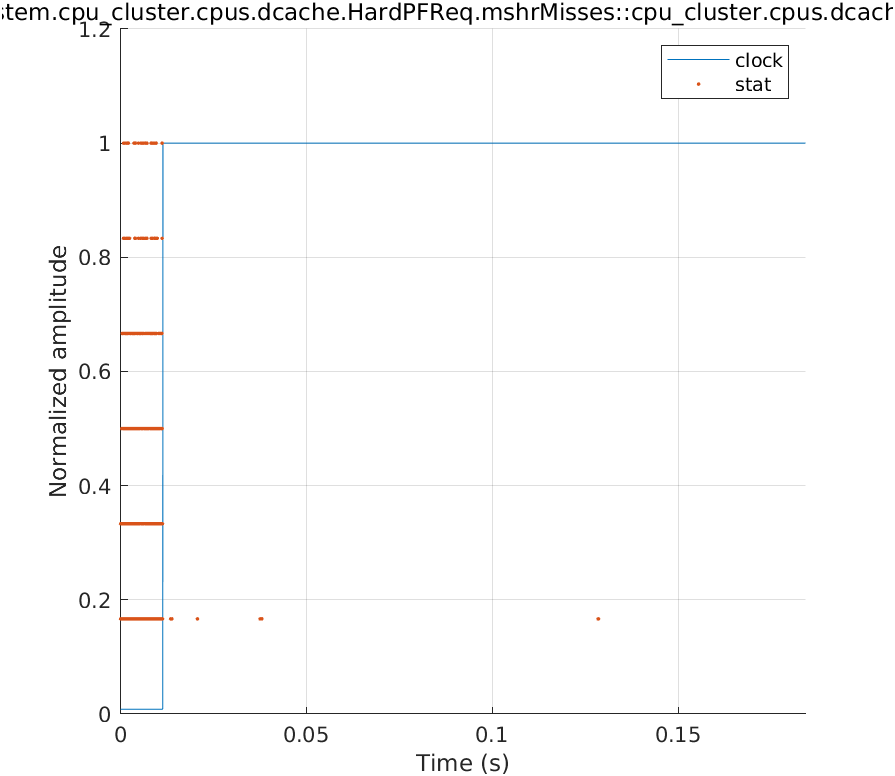 stem.cpu_cluster.cpus.dcache.HardPFReq.mshrMisses::cpu_cluster.cpus.dcach
1.2
clock
stat
1
0.8
0.6
0.4
0.2
0
Normalized amplitude
0
0.05
0.1
0.15
Time (s)